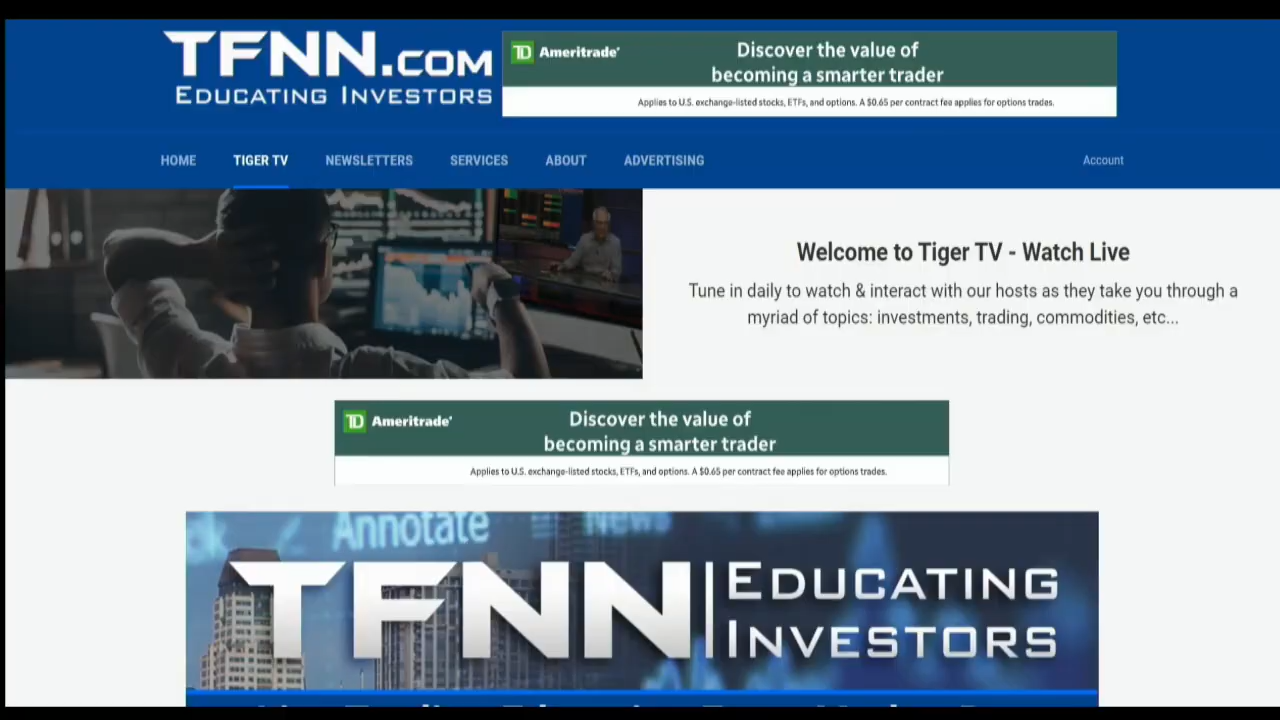 TFNN.COM
EDUCATING INVESTORS
TD Ameritrade
Discover the value of
becoming a smarter trader
Applies to U.S. exchange-listed stocks, ETFs, and options. A $0.65 per contract fee applies for options trades.
HOME TIGER TV NEWSLETTERS SERVICES ABOUT ADVERTISING Account
Welcome to Tiger TV - Watch Live
Tune in daily to watch & interact with our hosts as they take you through a
myriad of topics: investments, trading, commodities, etc...
TD Ameritrade
Discover the value of
becoming a smarter trader
Applies to U.S. exchange-listed stocks, ETFs, and options. A $0.65 per contract fee applies for options trades.
Annotate News
TFNN EDUCATING
INVESTORS